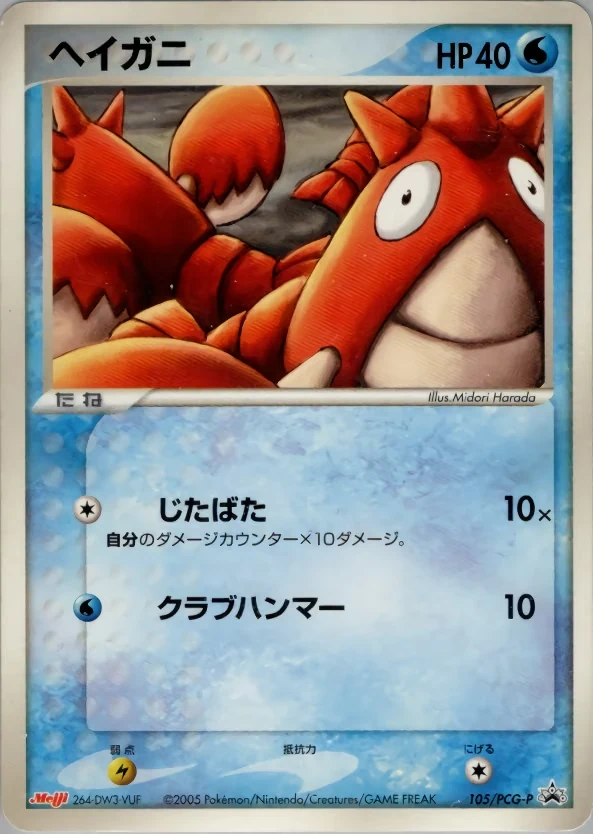 ヘイガニ HP40
たね Illus. Midori Harada
じたばた 10×
自分のダメージカウンター×10ダメージ。
クラブハンマー 10
弱点 抵抗力 にげる
Meiji 264-DW3-VUF ©2005 Pokémon/Nintendo/Creatures/GAME FREAK 105/PCG-P